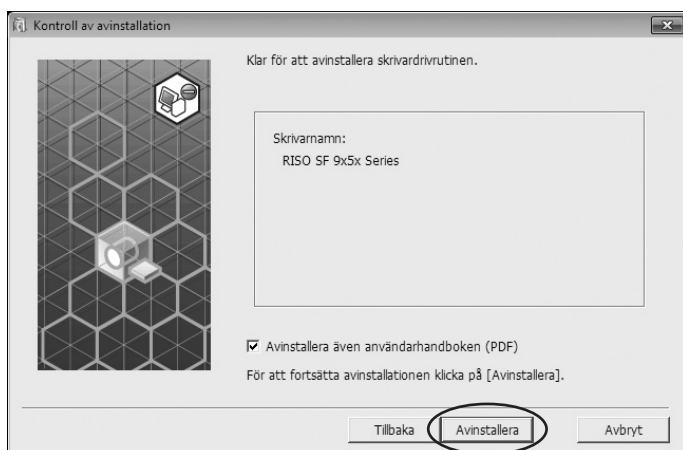 Kontroll av avinstallation
Klar för att avinstallera skrivardrivrutinen.
Skrivarnamn:
RISO SF 9x5x Series
Avinstallera även användarhandboken (PDF)
För att fortsätta avinstallationen klicka på [Avinstallera].
Tillbaka
Avinstallera
Avbryt